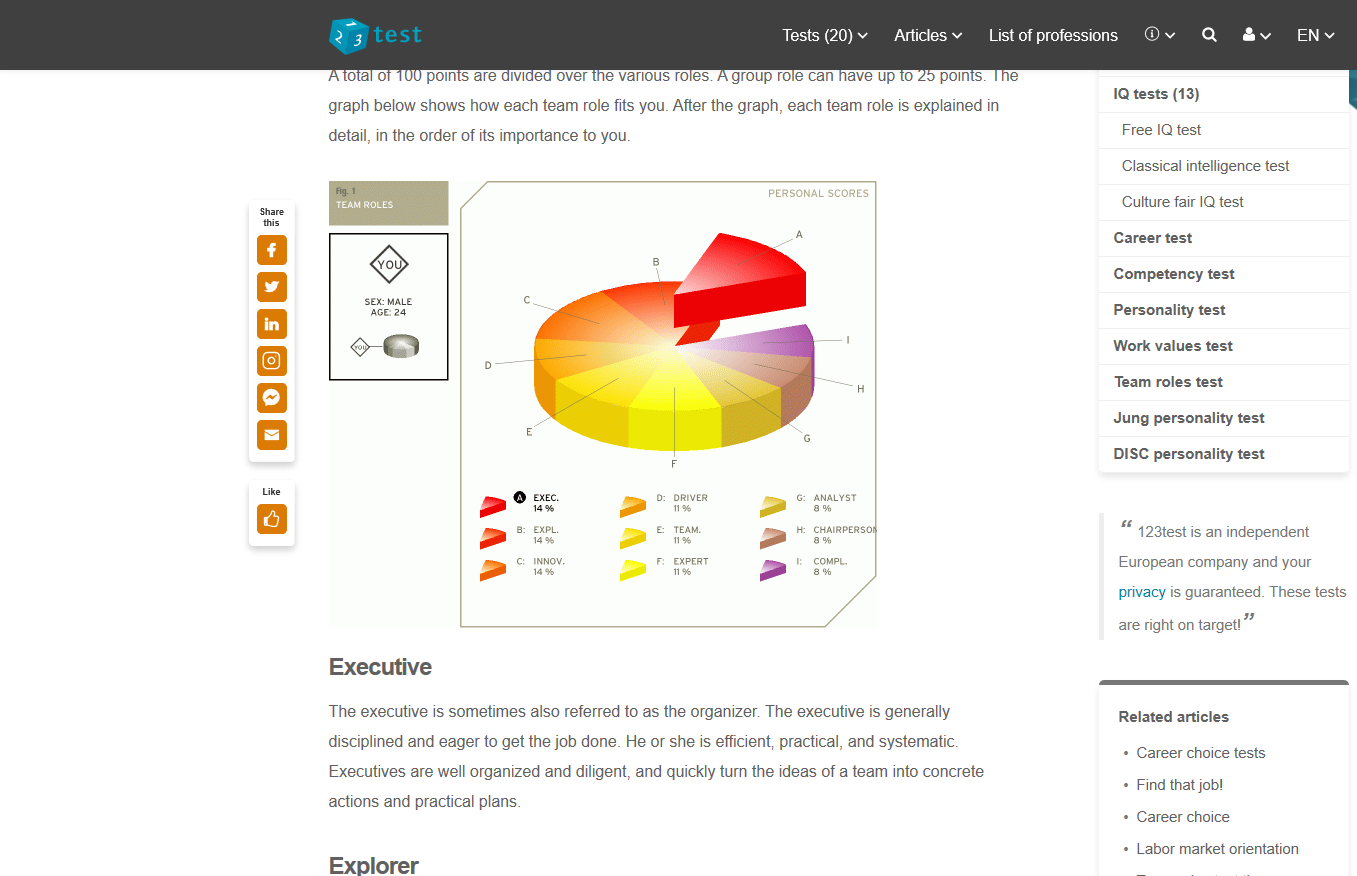 123 test
Tests (20)
Articles
List of professions
EN
A total of 100 points are divided over the various roles. A group role can have up to 25 points. The
graph below shows how each team role fits you. After the graph, each team role is explained in
detail, in the order of its importance to you.
Share
this
Like
Fig. 1
TEAM ROLES
YOU
SEX: MALE
AGE: 24
YOU
PERSONAL SCORES
A
B
C
D
E
F
G
H
I
A EXEC.
14 %
B: EXPL.
14 %
C: INNOV.
14 %
D: DRIVER
11 %
E: TEAM.
11 %
F: EXPERT
11 %
G: ANALYST
8 %
H: CHAIRPERSON
8 %
I: COMPL.
8 %
Executive
The executive is sometimes also referred to as the organizer. The executive is generally
disciplined and eager to get the job done. He or she is efficient, practical, and systematic.
Executives are well organized and diligent, and quickly turn the ideas of a team into concrete
actions and practical plans.
Explorer
IQ tests (13)
Free IQ test
Classical intelligence test
Culture fair IQ test
Career test
Competency test
Personality test
Work values test
Team roles test
Jung personality test
DISC personality test
“ 123test is an independent
European company and your
privacy is guaranteed. These tests
are right on target! ”
Related articles
• Career choice tests
• Find that job!
• Career choice
• Labor market orientation